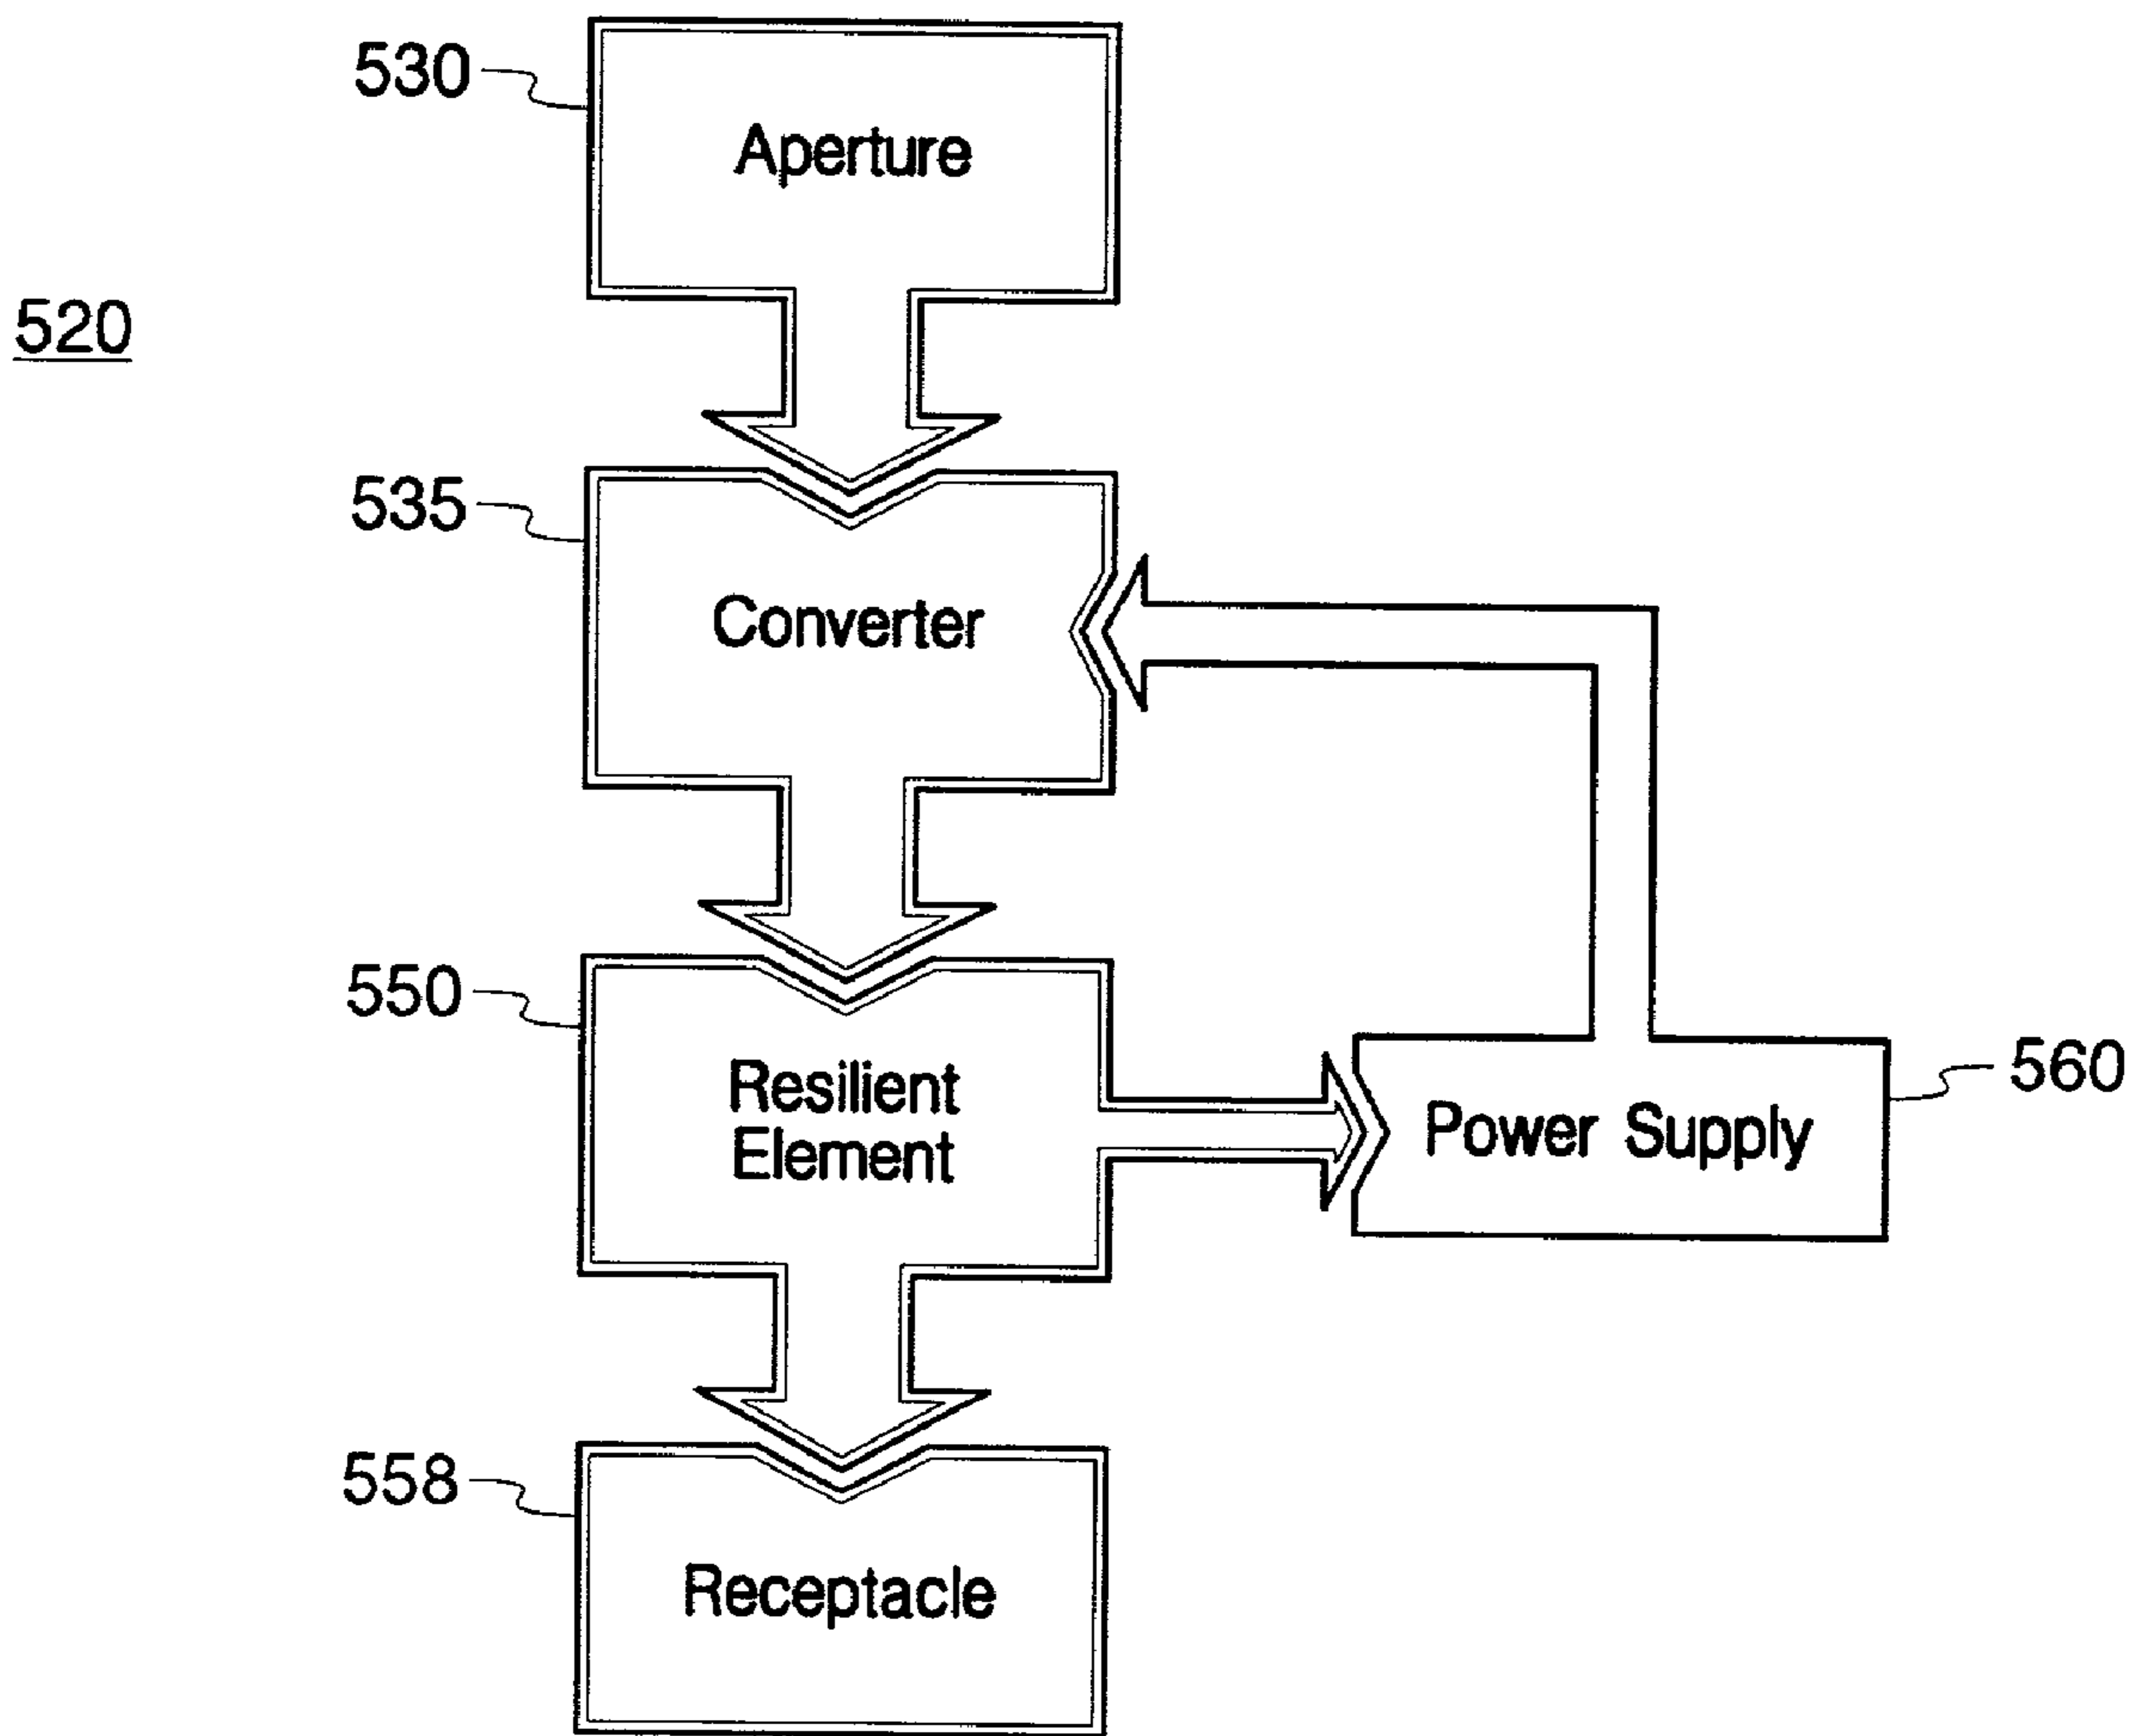 530
Aperture
520
535
Converter
550
Resilient
Element
560
Power Supply
558
Receptacle